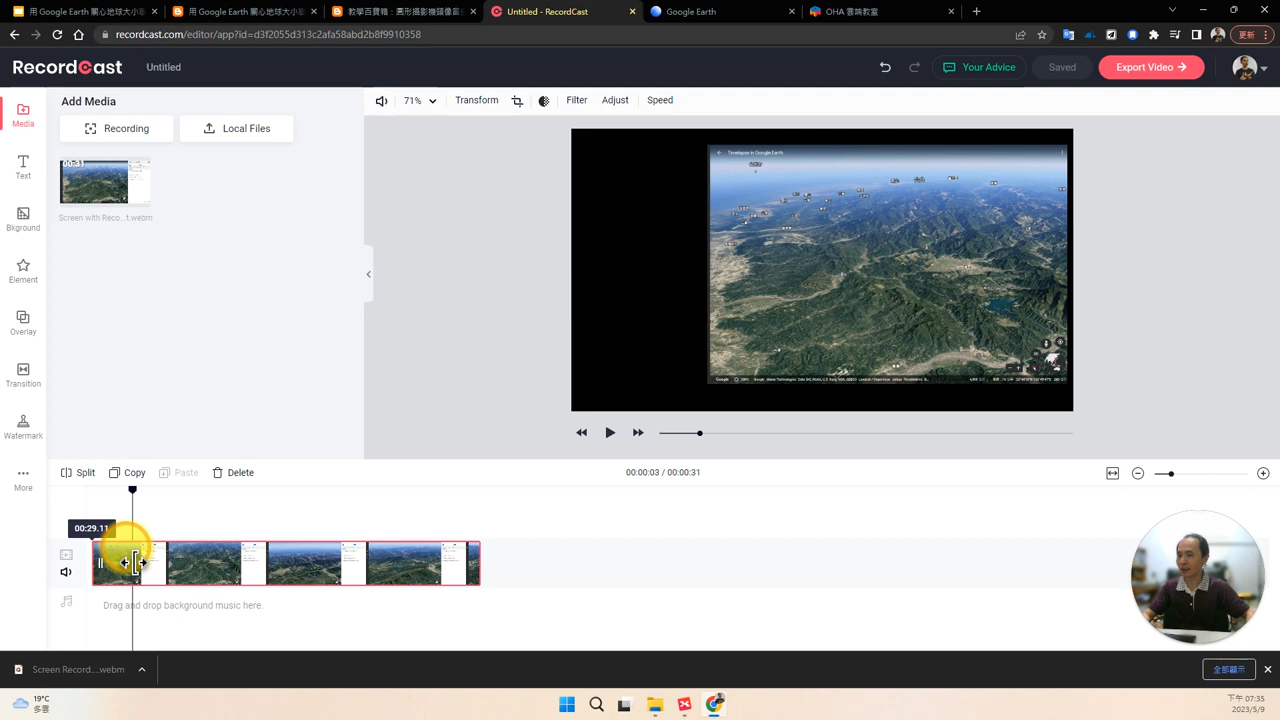 用 Google Earth 關心地球大小事
用 Google Earth 關心地球大小事
教學百寶箱：圓形攝影機頭像套
Untitled - RecordCast
Google Earth
OHA 雲端教室
recordcast.com/editor/app?id=d3f2055d313c2afa58abd2b8f9910358
更新
RecordCast
Untitled
Your Advice
Saved
Export Video
Media
Text
Bkground
Element
Overlay
Transition
Watermark
More
Add Media
Recording
Local Files
00:31
Screen with Reco...t.webm
71%
Transform
Filter
Adjust
Speed
Timelapse in Google Earth
Google
Split
Copy
Paste
Delete
00:00:03 / 00:00:31
00:29.11
Drag and drop background music here.
Screen Record....webm
全部顯示
19°C
多雲
下午 07:35
2023/5/9